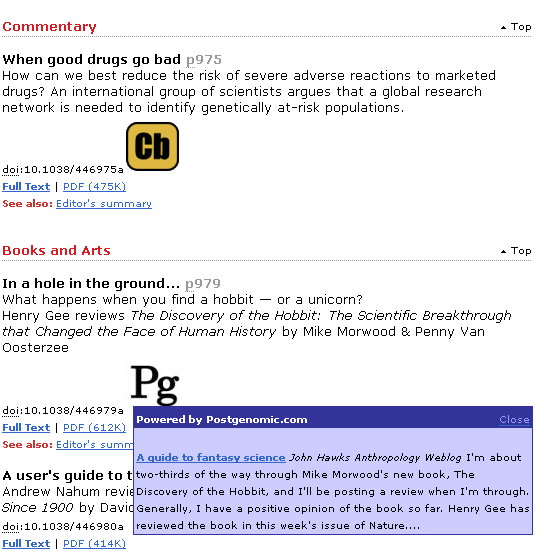 Commentary
Top
When good drugs go bad p975
How can we best reduce the risk of severe adverse reactions to marketed
drugs? An international group of scientists argues that a global research
network is needed to identify genetically at-risk populations.
Cb
doi:10.1038/446975a
Full Text | PDF (475K)
See also: Editor's summary
Books and Arts
Top
In a hole in the ground... p979
What happens when you find a hobbit — or a unicorn?
Henry Gee reviews The Discovery of the Hobbit: The Scientific Breakthrough
that Changed the Face of Human History by Mike Morwood & Penny Van
Oosterzee
Pg
doi:10.1038/446979a
Full Text | PDF (612K)
See also: Editor's summ
Powered by Postgenomic.com
Close
A guide to fantasy science John Hawks Anthropology Weblog I'm about
two-thirds of the way through Mike Morwood's new book, The
Discovery of the Hobbit, and I'll be posting a review when I'm through.
Generally, I have a positive opinion of the book so far. Henry Gee has
reviewed the book in this week's issue of Nature....
A user's guide to t
Andrew Nahum revie
Since 1900 by David
doi:10.1038/446980a
Full Text | PDF (414K)